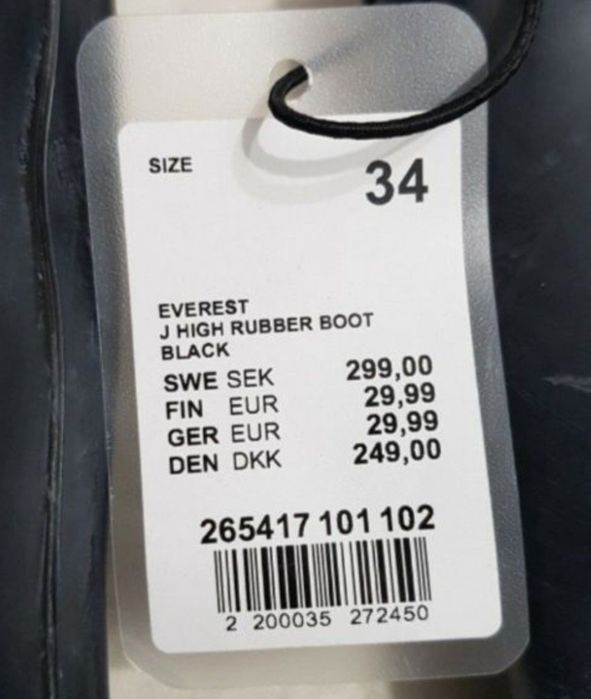 SIZE 34
EVEREST
J HIGH RUBBER BOOT
BLACK
SWE SEK 299,00
FIN EUR 29,99
GER EUR 29,99
DEN DKK 249,00
265417 101 102
2 200035 272450